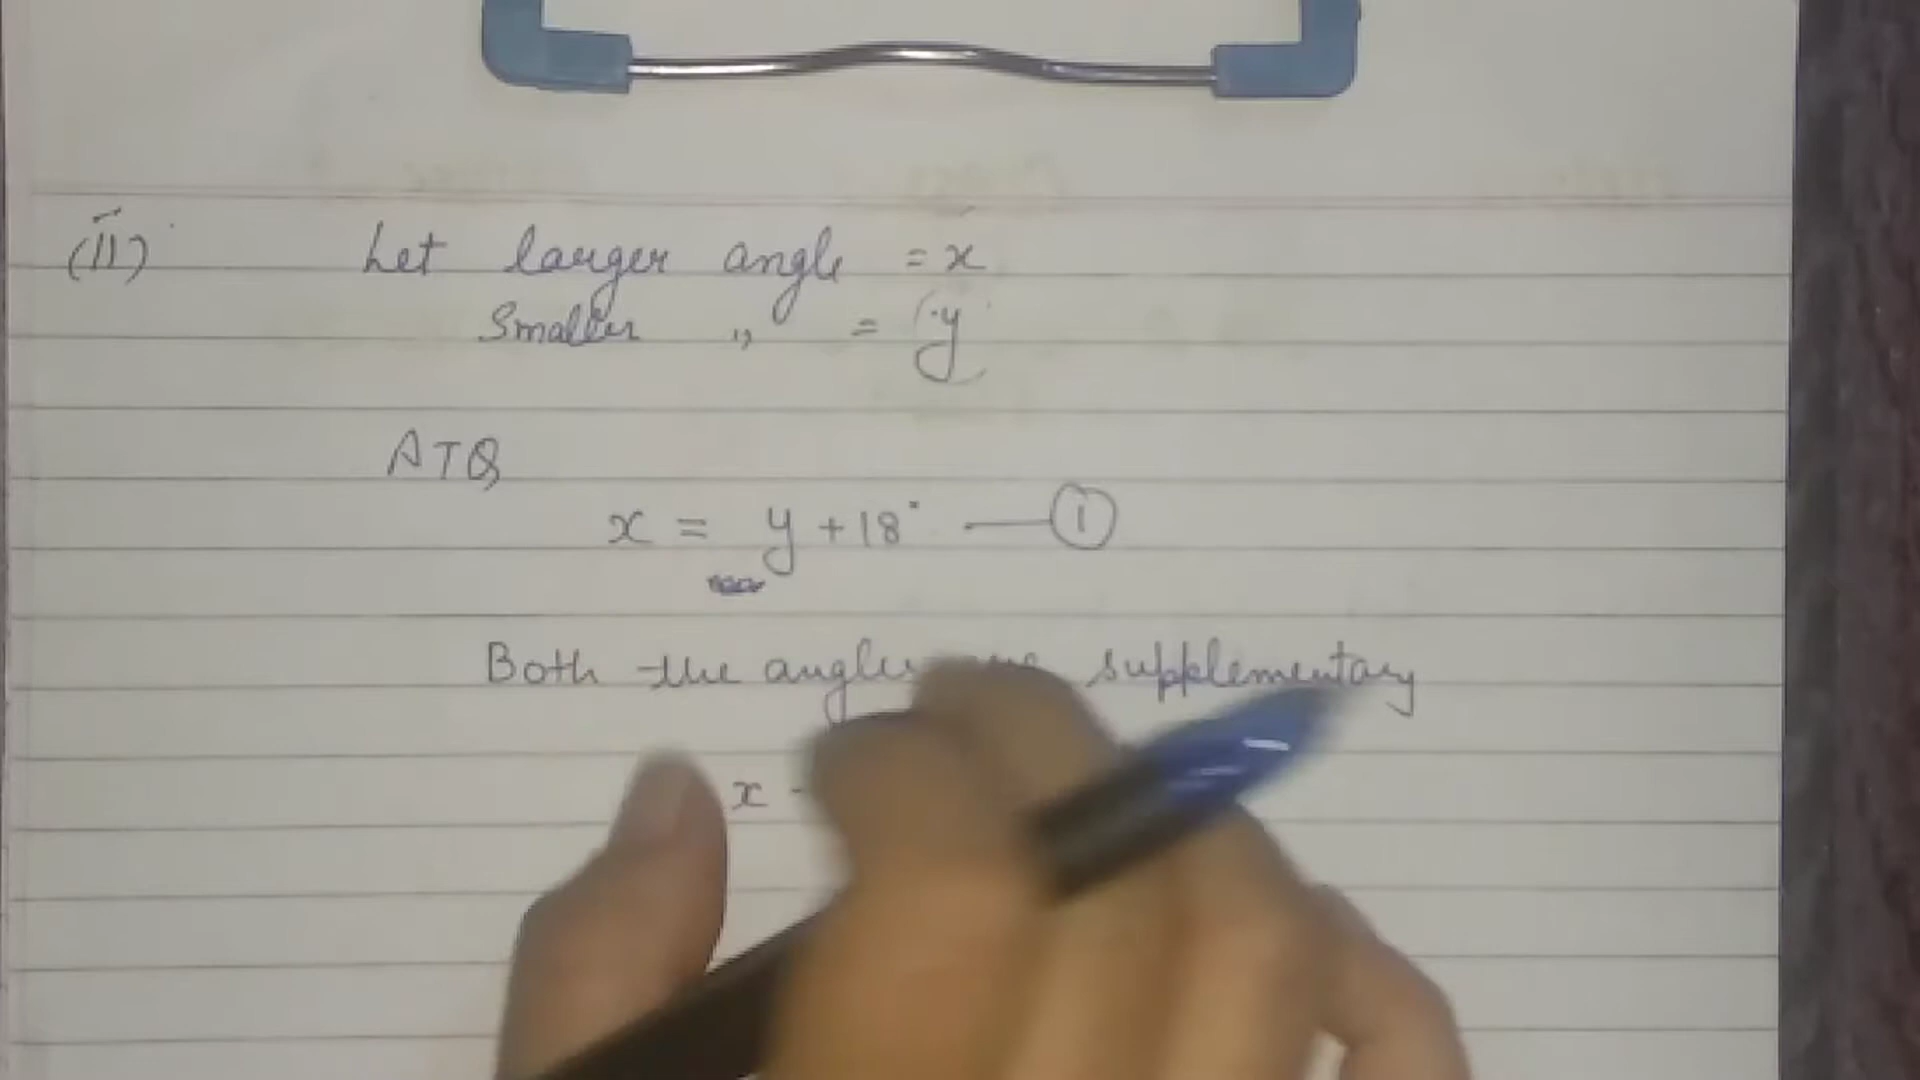 (ii) Let larger angle = x
Smaller ,, = y
ATQ
x = y + 18° — 1
Both the angles supplementary
x